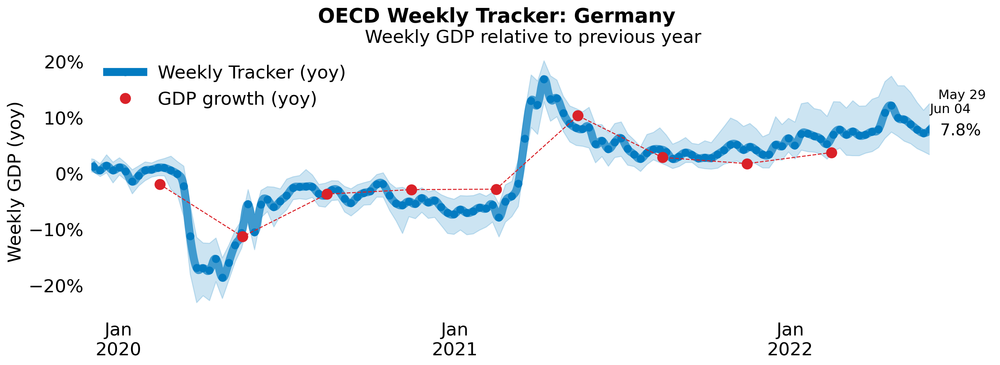 OECD Weekly Tracker: Germany
Weekly GDP relative to previous year
Weekly GDP (yoy)
20%
10%
0%
−10%
−20%
Weekly Tracker (yoy)
GDP growth (yoy)
May 29
Jun 04
7.8%
Jan
2020
Jan
2021
Jan
2022